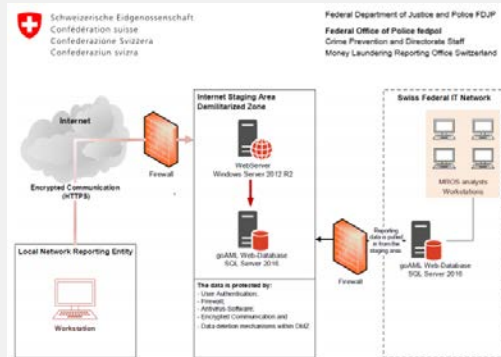 Schweizerische Eidgenossenschaft
Confédération suisse
Confederazione Svizzera
Confederaziun svizra
Federal Department of Justice and Police FDJP
Federal Office of Police fedpol
Crime Prevention and Directorate Staff
Money Laundering Reporting Office Switzerland
Internet
Encrypted Communication
(HTTPS)
Firewall
Local Network Reporting Entity
Workstation
Internet Staging Area
Demilitarized Zone
WebServer
Windows Server 2012 R2
goAML Web-Database
SQL Server 2016
The data is protected by:
- User Authentification,
- Firewall,
- Antivirus Software,
- Encrypted Communication and
- Data deletion mechanisms within DMZ
Firewall
Reporting
data is pulled
in from the
staging area
Swiss Federal IT Network
MROS analysts
Workstations
goAML Web-Database
SQL Server 2016